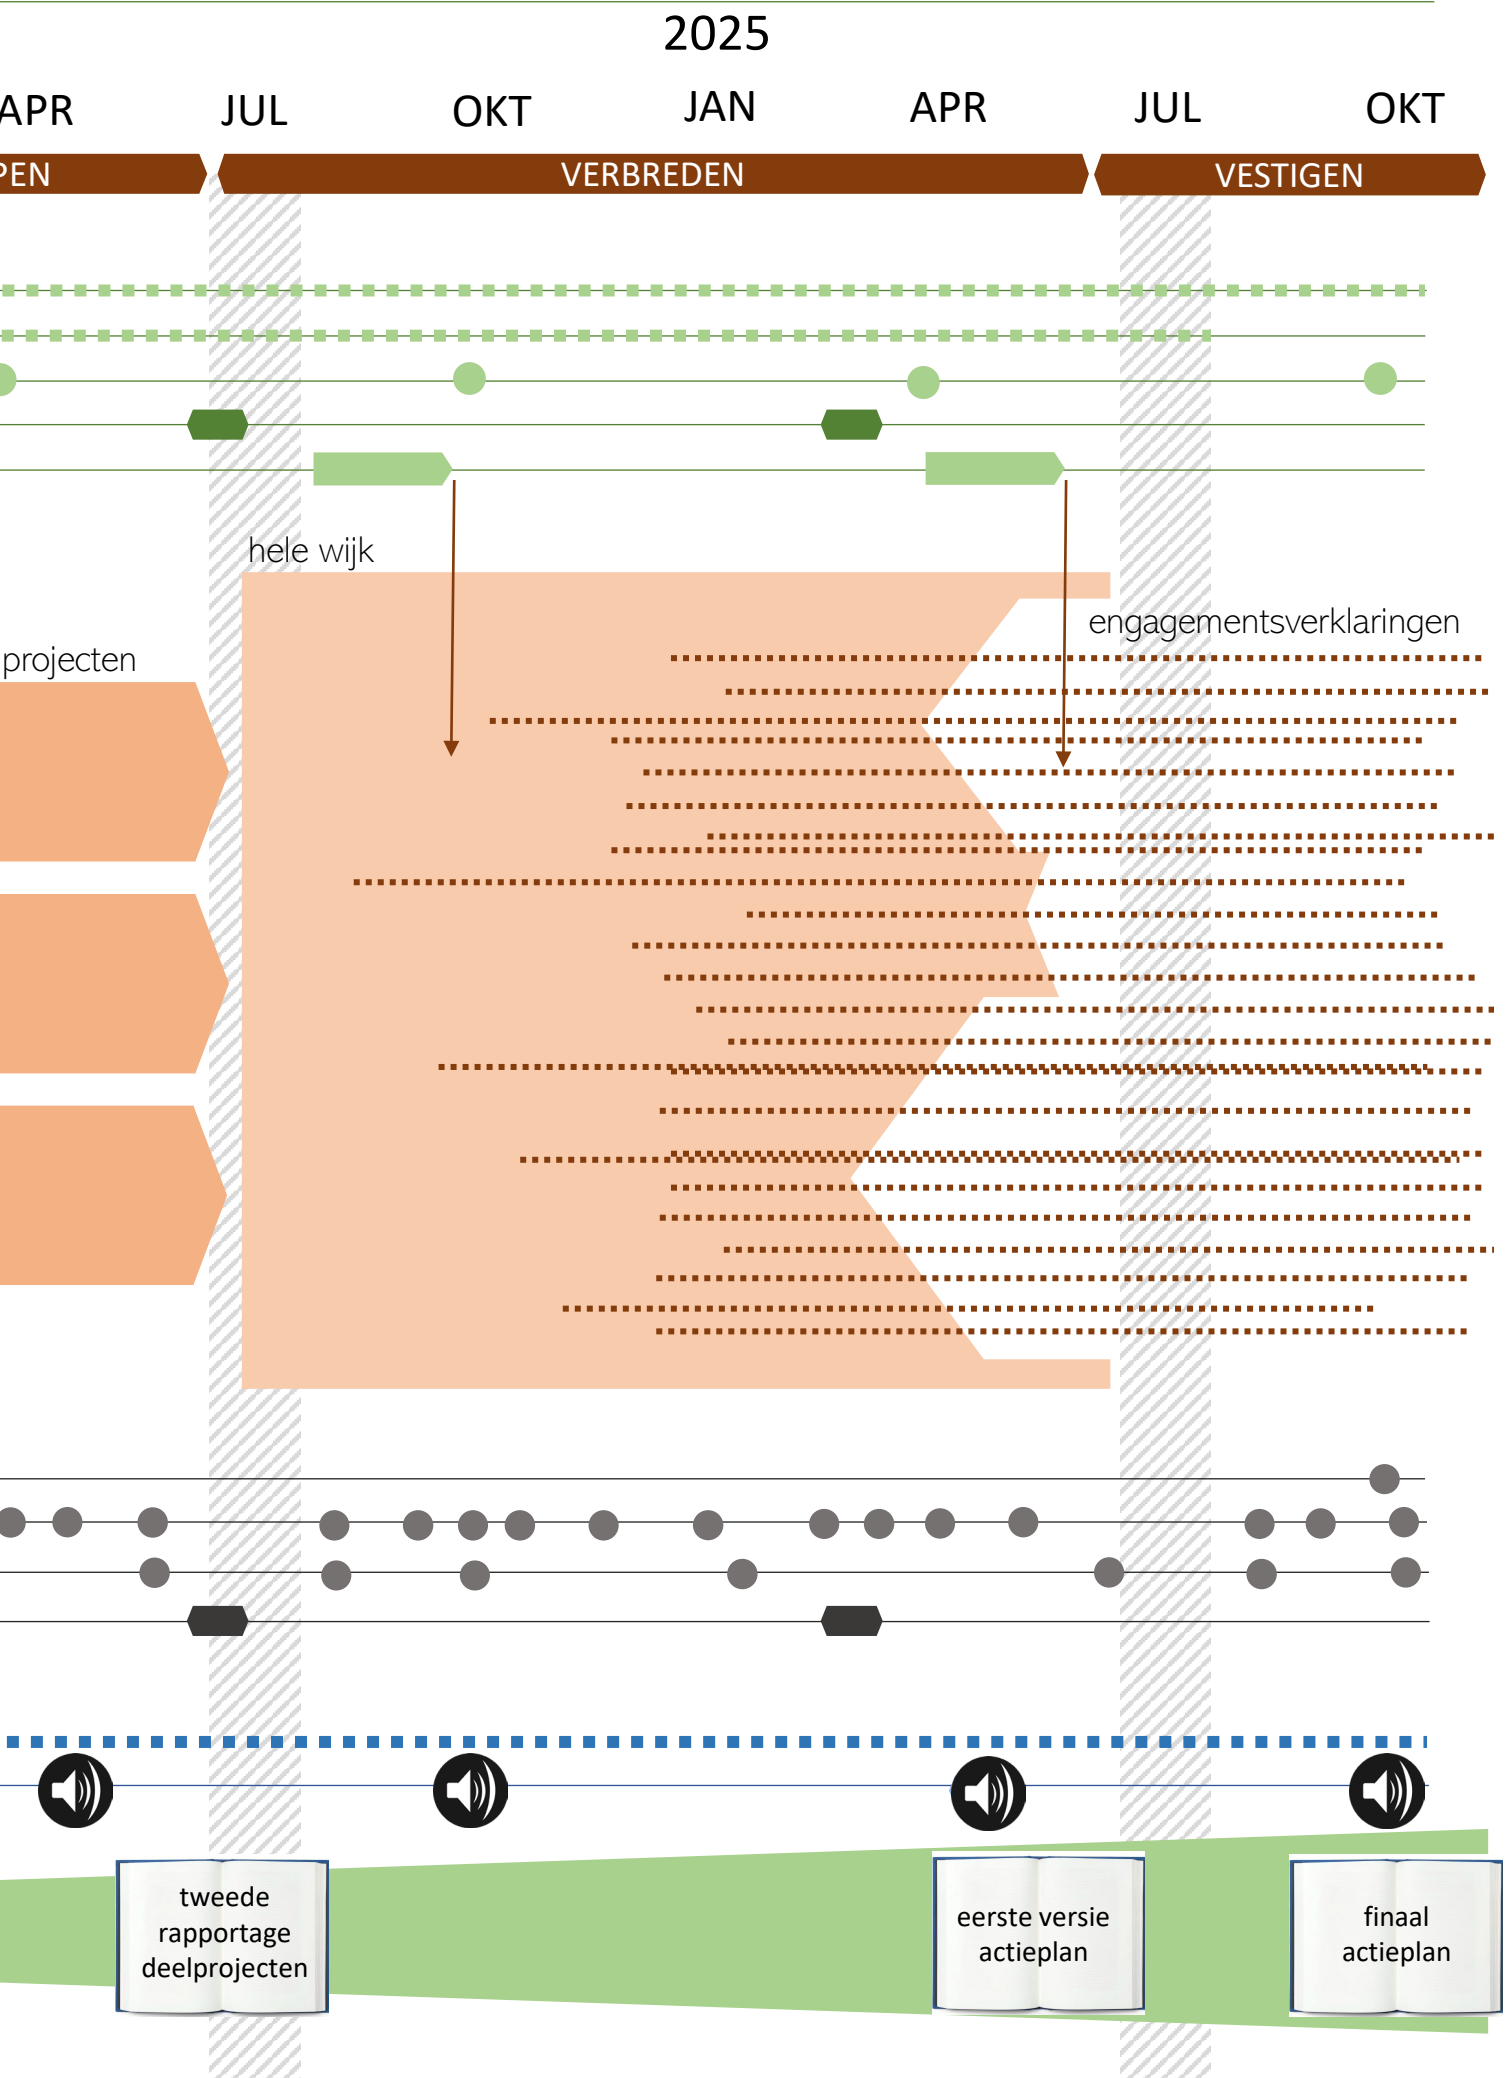 2025
APR JUL OKT JAN APR JUL OKT
PEN VERBREDEN VESTIGEN
hele wijk
engagementsverklaringen
projecten
tweede
rapportage
deelprojecten
eerste versie
actieplan
finaal
actieplan